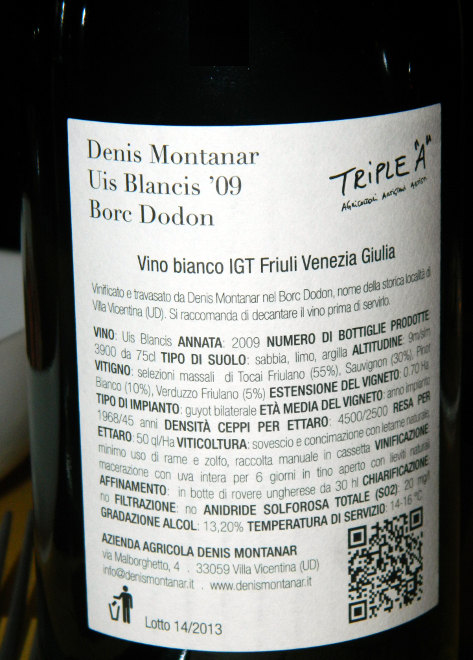 Denis Montanar
Uis Blancis '09
Borc Dodon
TRiPLE "A"
AGRICOLTORI ARTIGIANI ARTISTI
Vino bianco IGT Friuli Venezia Giulia
Vinificato e travasato da Denis Montanar nel Borc Dodon, nome della storica località di
Villa Vicentina (UD). Si raccomanda di decantare il vino prima di servirlo.
VINO: Uis Blancis ANNATA: 2009 NUMERO DI BOTTIGLIE PRODOTTE
3900 da 75cl TIPO DI SUOLO: sabbia, limo, argilla ALTITUDINE: 9m/slm
VITIGNO: selezioni massali di Tocai Friulano (55%), Sauvignon (30%), Pinot
Bianco (10%), Verduzzo Friulano (5%) ESTENSIONE DEL VIGNETO: 0,70 Ha
TIPO DI IMPIANTO: guyot bilaterale ETÀ MEDIA DEL VIGNETO: anno impianto
1968/45 anni DENSITÀ CEPPI PER ETTARO: 4500/2500 RESA PER
ETTARO: 50 ql/Ha VITICOLTURA: sovescio e concimazione con letame naturale,
minimo uso di rame e zolfo, raccolta manuale in cassetta VINIFICAZIONE:
macerazione con uva intera per 6 giorni in tino aperto con lieviti naturali
AFFINAMENTO: in botte di rovere ungherese da 30 hl CHIARIFICAZIONE:
no FILTRAZIONE: no ANIDRIDE SOLFOROSA TOTALE (SO2): 20 mg/l
GRADAZIONE ALCOL: 13,20% TEMPERATURA DI SERVIZIO: 14-16 °C
AZIENDA AGRICOLA DENIS MONTANAR
via Malborghetto, 4 . 33059 Villa Vicentina (UD)
info@denismontanar.it . www.denismontanar.it
Lotto 14/2013